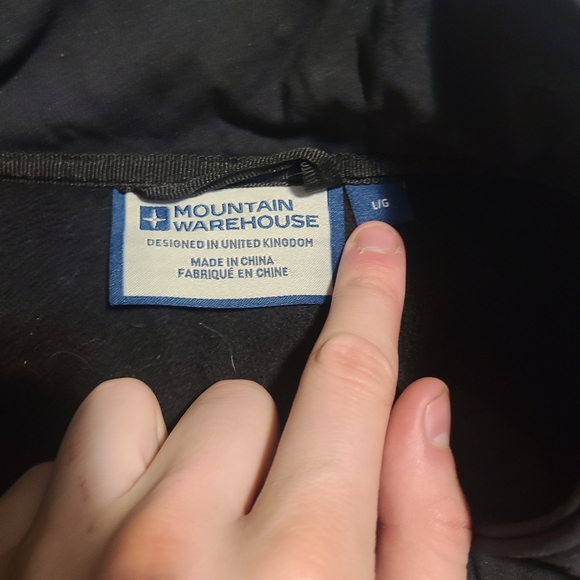 MOUNTAIN
WAREHOUSE
DESIGNED IN UNITED KINGDOM
MADE IN CHINA
FABRIQUÉ EN CHINE
L/G